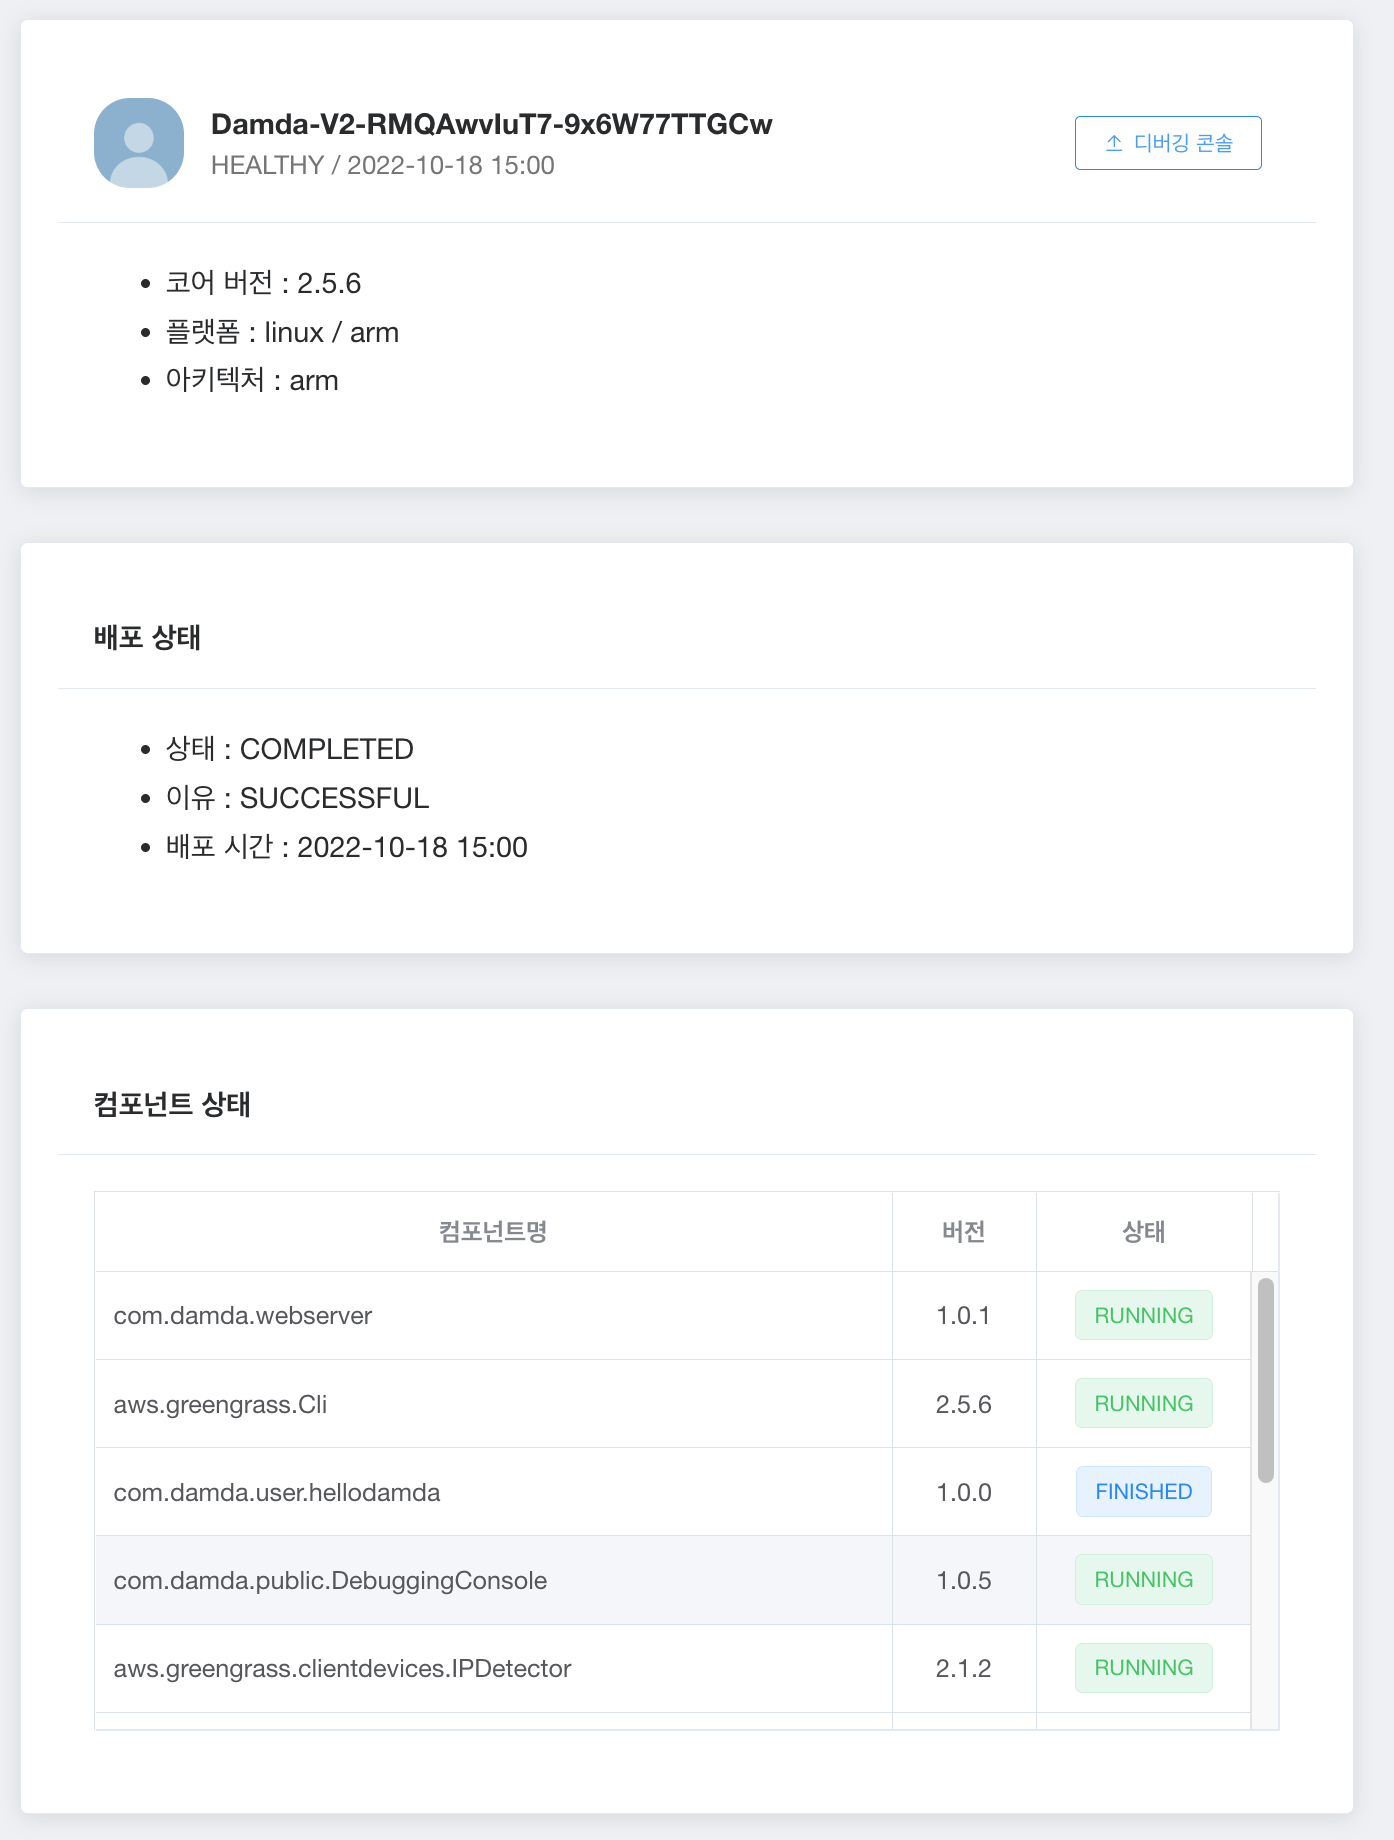 Damda-V2-RMQAwvluT7-9x6W77TTGCw
HEALTHY / 2022-10-18 15:00
디버깅 콘솔
코어 버전 : 2.5.6
플랫폼 : linux / arm
아키텍처 : arm
배포 상태
상태 : COMPLETED
이유 : SUCCESSFUL
배포 시간 : 2022-10-18 15:00
컴포넌트 상태
컴포넌트명 버전 상태
com.damda.webserver 1.0.1 RUNNING
aws.greengrass.Cli 2.5.6 RUNNING
com.damda.user.hellodamda 1.0.0 FINISHED
com.damda.public.DebuggingConsole 1.0.5 RUNNING
aws.greengrass.clientdevices.IPDetector 2.1.2 RUNNING